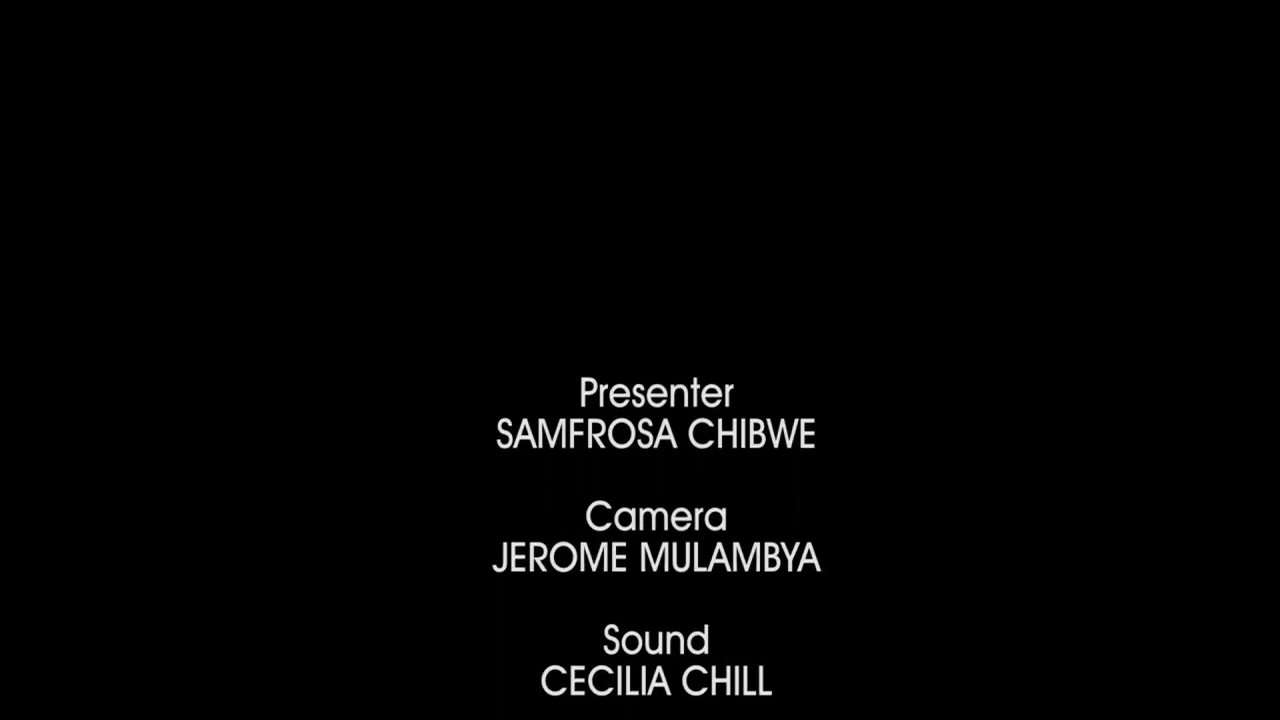 Presenter
SAMFROSA CHIBWE
Camera
JEROME MULAMBYA
Sound
CECILIA CHILL